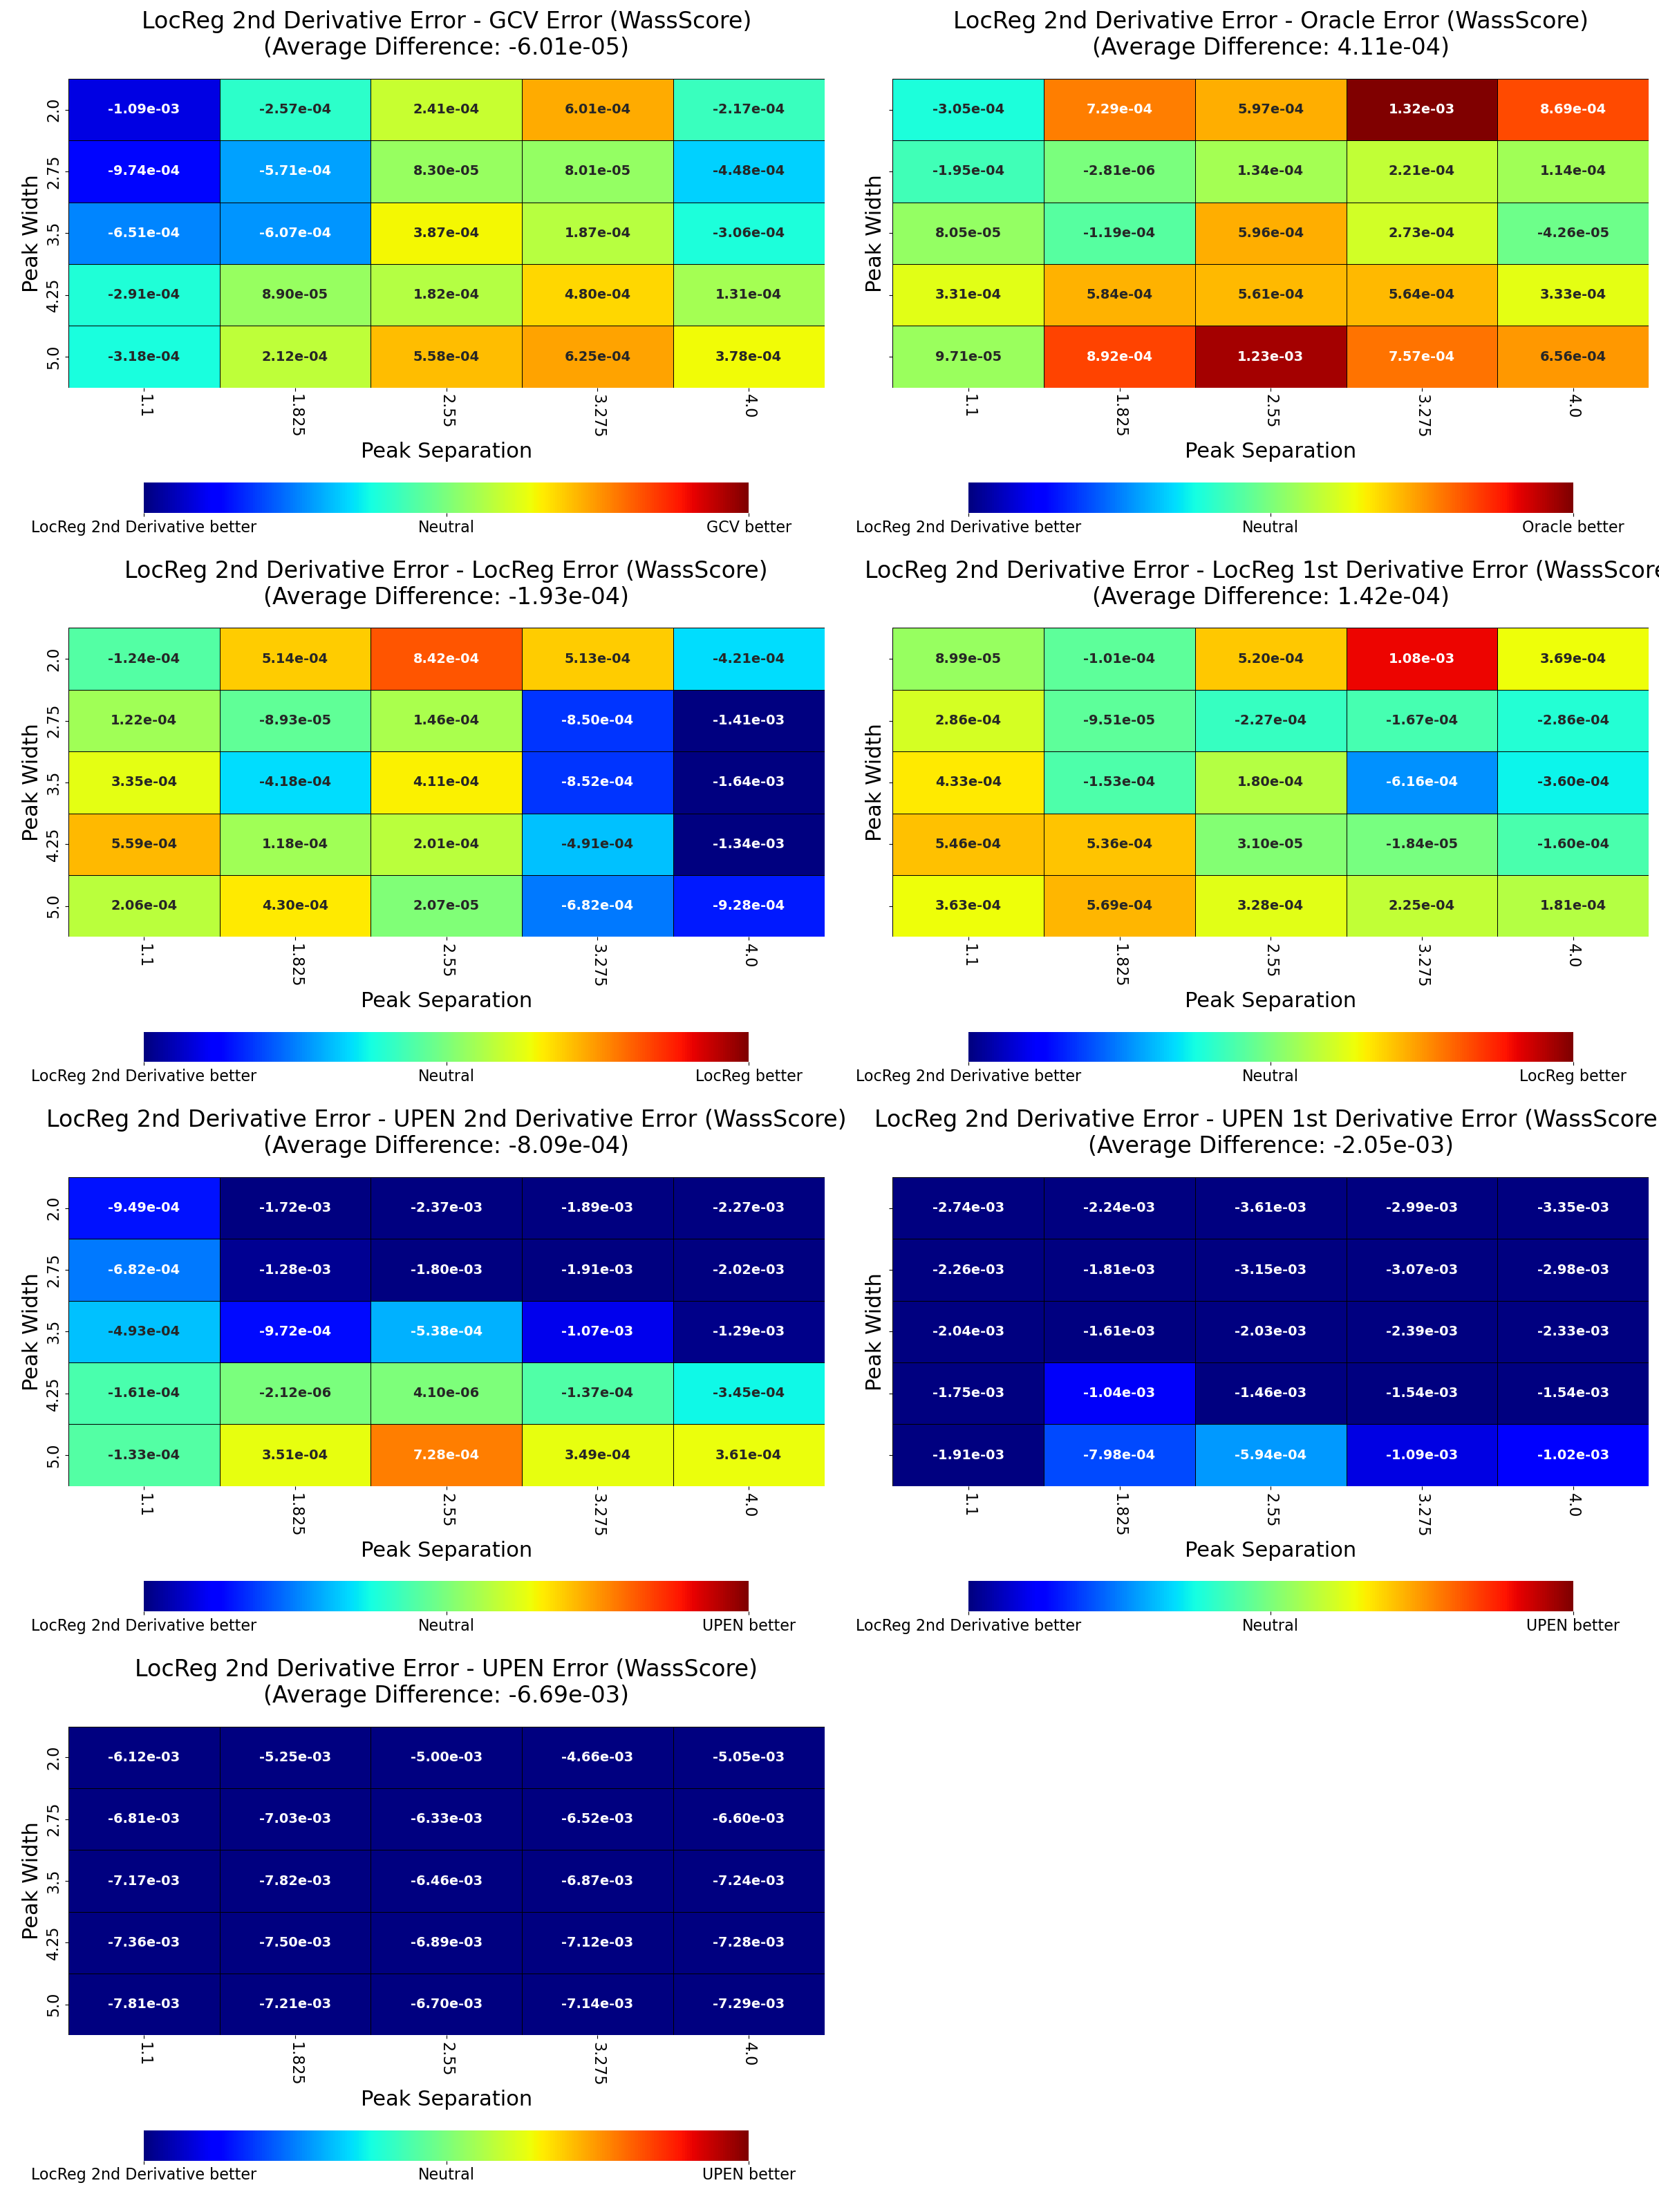 LocReg 2nd Derivative Error - GCV Error (WassScore)
(Average Difference: -6.01e-05)
Peak Width
2.0 -1.09e-03 -2.57e-04 2.41e-04 6.01e-04 -2.17e-04
2.75 -9.74e-04 -5.71e-04 8.30e-05 8.01e-05 -4.48e-04
3.5 -6.51e-04 -6.07e-04 3.87e-04 1.87e-04 -3.06e-04
4.25 -2.91e-04 8.90e-05 1.82e-04 4.80e-04 1.31e-04
5.0 -3.18e-04 2.12e-04 5.58e-04 6.25e-04 3.78e-04
1.1 1.825 2.55 3.275 4.0
Peak Separation
LocReg 2nd Derivative better Neutral GCV better
LocReg 2nd Derivative Error - Oracle Error (WassScore)
(Average Difference: 4.11e-04)
Peak Width
-3.05e-04 7.29e-04 5.97e-04 1.32e-03 8.69e-04
-1.95e-04 -2.81e-06 1.34e-04 2.21e-04 1.14e-04
8.05e-05 -1.19e-04 5.96e-04 2.73e-04 -4.26e-05
3.31e-04 5.84e-04 5.61e-04 5.64e-04 3.33e-04
9.71e-05 8.92e-04 1.23e-03 7.57e-04 6.56e-04
1.1 1.825 2.55 3.275 4.0
Peak Separation
LocReg 2nd Derivative better Neutral Oracle better
LocReg 2nd Derivative Error - LocReg Error (WassScore)
(Average Difference: -1.93e-04)
Peak Width
2.0 -1.24e-04 5.14e-04 8.42e-04 5.13e-04 -4.21e-04
2.75 1.22e-04 -8.93e-05 1.46e-04 -8.50e-04 -1.41e-03
3.5 3.35e-04 -4.18e-04 4.11e-04 -8.52e-04 -1.64e-03
4.25 5.59e-04 1.18e-04 2.01e-04 -4.91e-04 -1.34e-03
5.0 2.06e-04 4.30e-04 2.07e-05 -6.82e-04 -9.28e-04
1.1 1.825 2.55 3.275 4.0
Peak Separation
LocReg 2nd Derivative better Neutral LocReg better
LocReg 2nd Derivative Error - LocReg 1st Derivative Error (WassScore
(Average Difference: 1.42e-04)
Peak Width
8.99e-05 -1.01e-04 5.20e-04 1.08e-03 3.69e-04
2.86e-04 -9.51e-05 -2.27e-04 -1.67e-04 -2.86e-04
4.33e-04 -1.53e-04 1.80e-04 -6.16e-04 -3.60e-04
5.46e-04 5.36e-04 3.10e-05 -1.84e-05 -1.60e-04
3.63e-04 5.69e-04 3.28e-04 2.25e-04 1.81e-04
1.1 1.825 2.55 3.275 4.0
Peak Separation
LocReg 2nd Derivative better Neutral LocReg better
LocReg 2nd Derivative Error - UPEN 2nd Derivative Error (WassScore)
(Average Difference: -8.09e-04)
Peak Width
2.0 -9.49e-04 -1.72e-03 -2.37e-03 -1.89e-03 -2.27e-03
2.75 -6.82e-04 -1.28e-03 -1.80e-03 -1.91e-03 -2.02e-03
3.5 -4.93e-04 -9.72e-04 -5.38e-04 -1.07e-03 -1.29e-03
4.25 -1.61e-04 -2.12e-06 4.10e-06 -1.37e-04 -3.45e-04
5.0 -1.33e-04 3.51e-04 7.28e-04 3.49e-04 3.61e-04
1.1 1.825 2.55 3.275 4.0
Peak Separation
LocReg 2nd Derivative better Neutral UPEN better
LocReg 2nd Derivative Error - UPEN 1st Derivative Error (WassScore
(Average Difference: -2.05e-03)
Peak Width
-2.74e-03 -2.24e-03 -3.61e-03 -2.99e-03 -3.35e-03
-2.26e-03 -1.81e-03 -3.15e-03 -3.07e-03 -2.98e-03
-2.04e-03 -1.61e-03 -2.03e-03 -2.39e-03 -2.33e-03
-1.75e-03 -1.04e-03 -1.46e-03 -1.54e-03 -1.54e-03
-1.91e-03 -7.98e-04 -5.94e-04 -1.09e-03 -1.02e-03
1.1 1.825 2.55 3.275 4.0
Peak Separation
LocReg 2nd Derivative better Neutral UPEN better
LocReg 2nd Derivative Error - UPEN Error (WassScore)
(Average Difference: -6.69e-03)
Peak Width
2.0 -6.12e-03 -5.25e-03 -5.00e-03 -4.66e-03 -5.05e-03
2.75 -6.81e-03 -7.03e-03 -6.33e-03 -6.52e-03 -6.60e-03
3.5 -7.17e-03 -7.82e-03 -6.46e-03 -6.87e-03 -7.24e-03
4.25 -7.36e-03 -7.50e-03 -6.89e-03 -7.12e-03 -7.28e-03
5.0 -7.81e-03 -7.21e-03 -6.70e-03 -7.14e-03 -7.29e-03
1.1 1.825 2.55 3.275 4.0
Peak Separation
LocReg 2nd Derivative better Neutral UPEN better